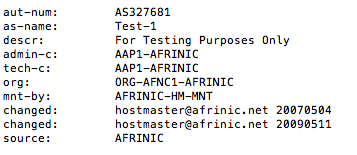 aut-num: AS327681
as-name: Test-1
descr: For Testing Purposes Only
admin-c: AAP1-AFRINIC
tech-c: AAP1-AFRINIC
org: ORG-AFNC1-AFRINIC
mnt-by: AFRINIC-HM-MNT
changed: hostmaster@afrinic.net 20070504
changed: hostmaster@afrinic.net 20090511
source: AFRINIC